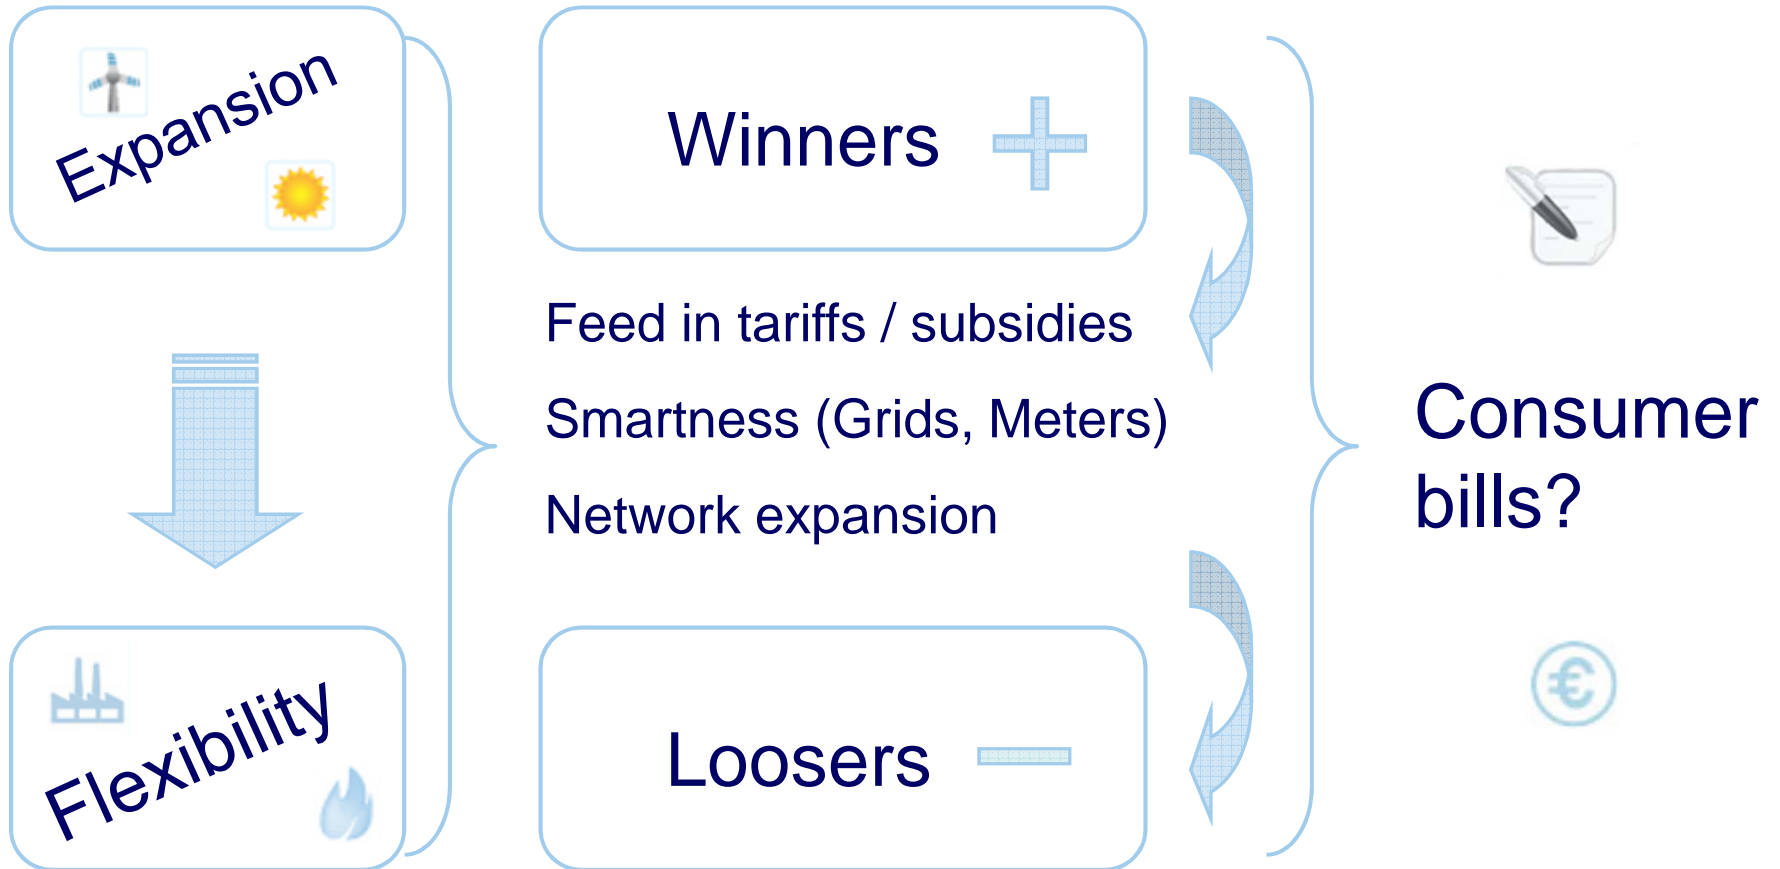 Expansion
Flexibility
Winners
Feed in tariffs / subsidies
Smartness (Grids, Meters)
Network expansion
Loosers
Consumer
bills?
€